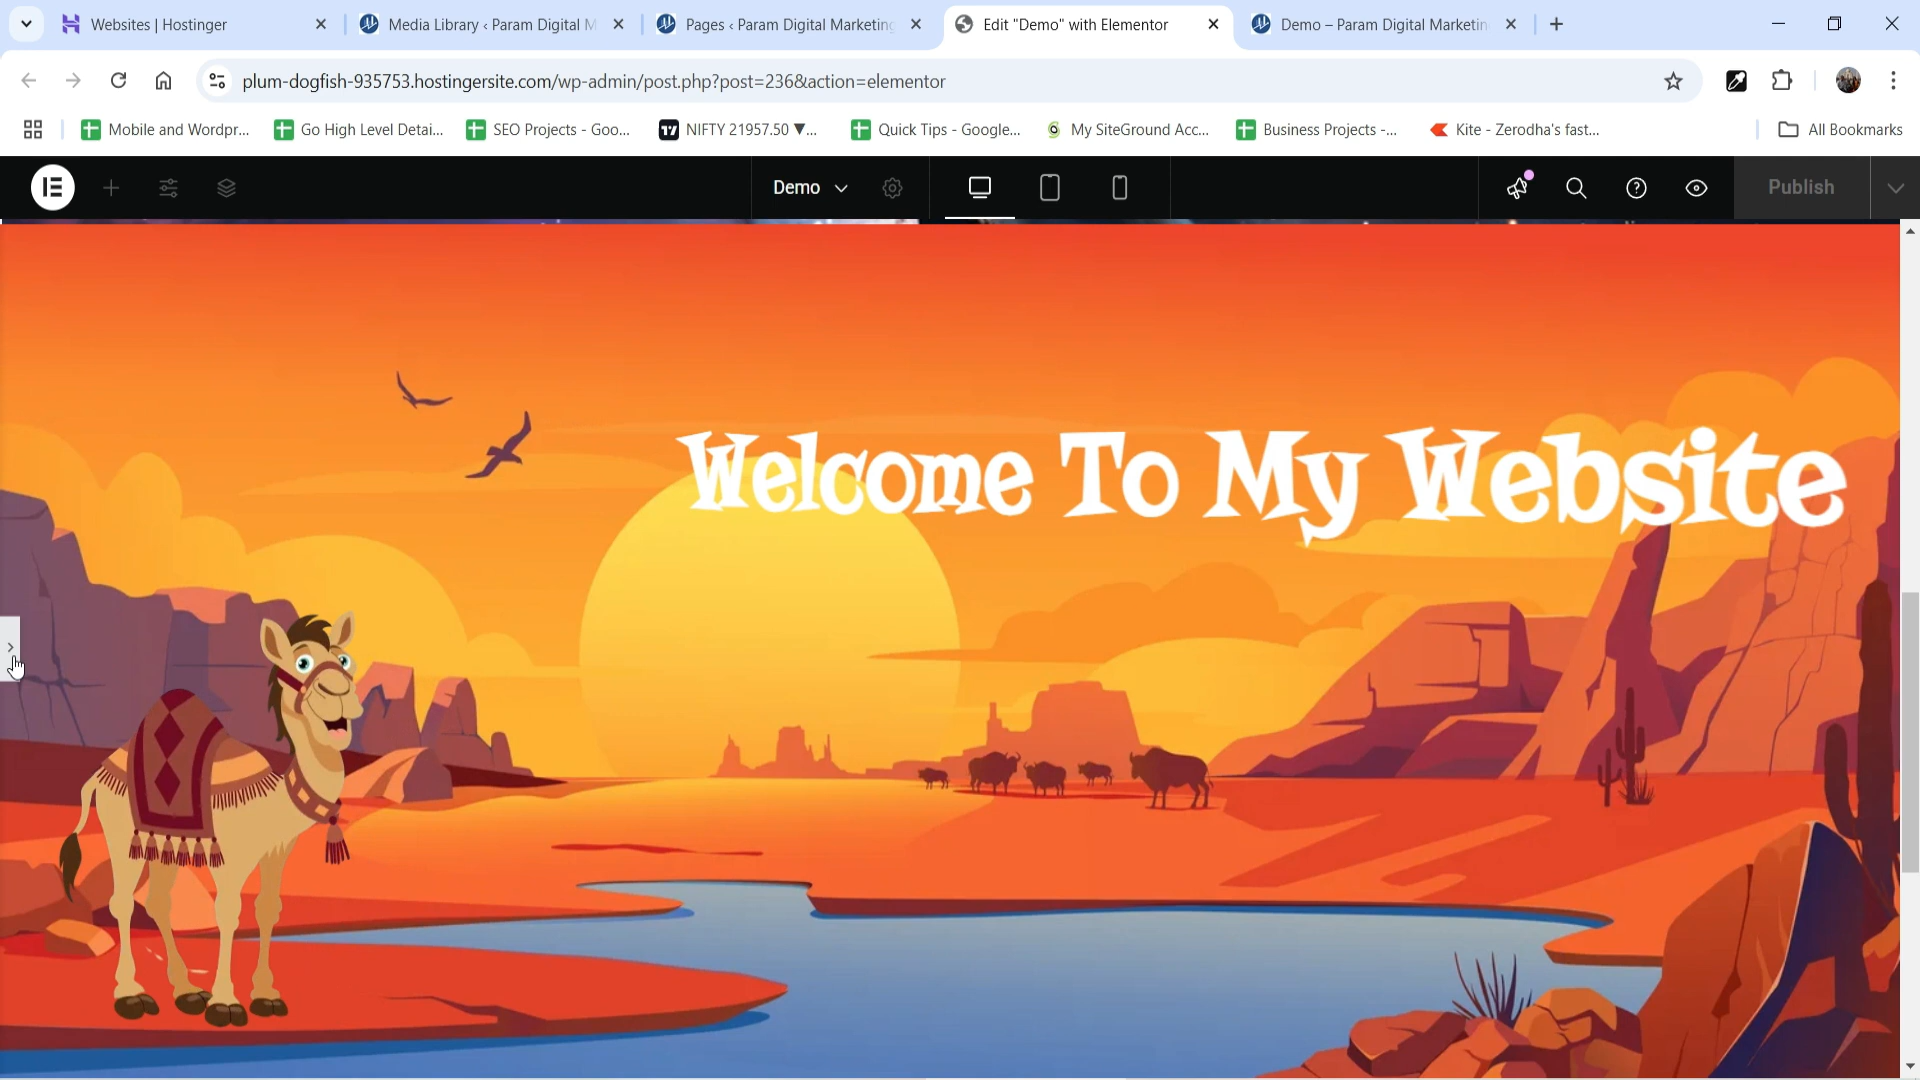 Websites | Hostinger
Media Library ‹ Param Digital M
Pages ‹ Param Digital Marketing
Edit "Demo" with Elementor
Demo – Param Digital Marketin
plum-dogfish-935753.hostingersite.com/wp-admin/post.php?post=236&action=elementor
Mobile and Wordpr...
Go High Level Detai...
SEO Projects - Goo...
NIFTY 21957.50 ▼...
Quick Tips - Google...
My SiteGround Acc...
Business Projects -...
Kite - Zerodha's fast...
All Bookmarks
Demo
Publish
Welcome To My Website